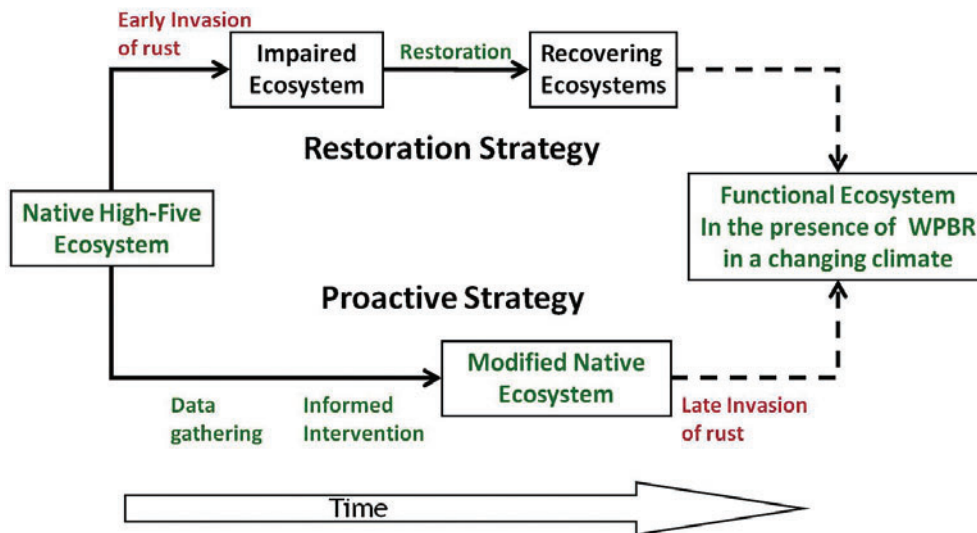 Early Invasion
of rust
Impaired
Ecosystem
Restoration
Recovering
Ecosystems
Restoration Strategy
Native High-Five
Ecosystem
Functional Ecosystem
In the presence of WPBR
in a changing climate
Proactive Strategy
Modified Native
Ecosystem
Data
gathering
Informed
Intervention
Late Invasion
of rust
Time